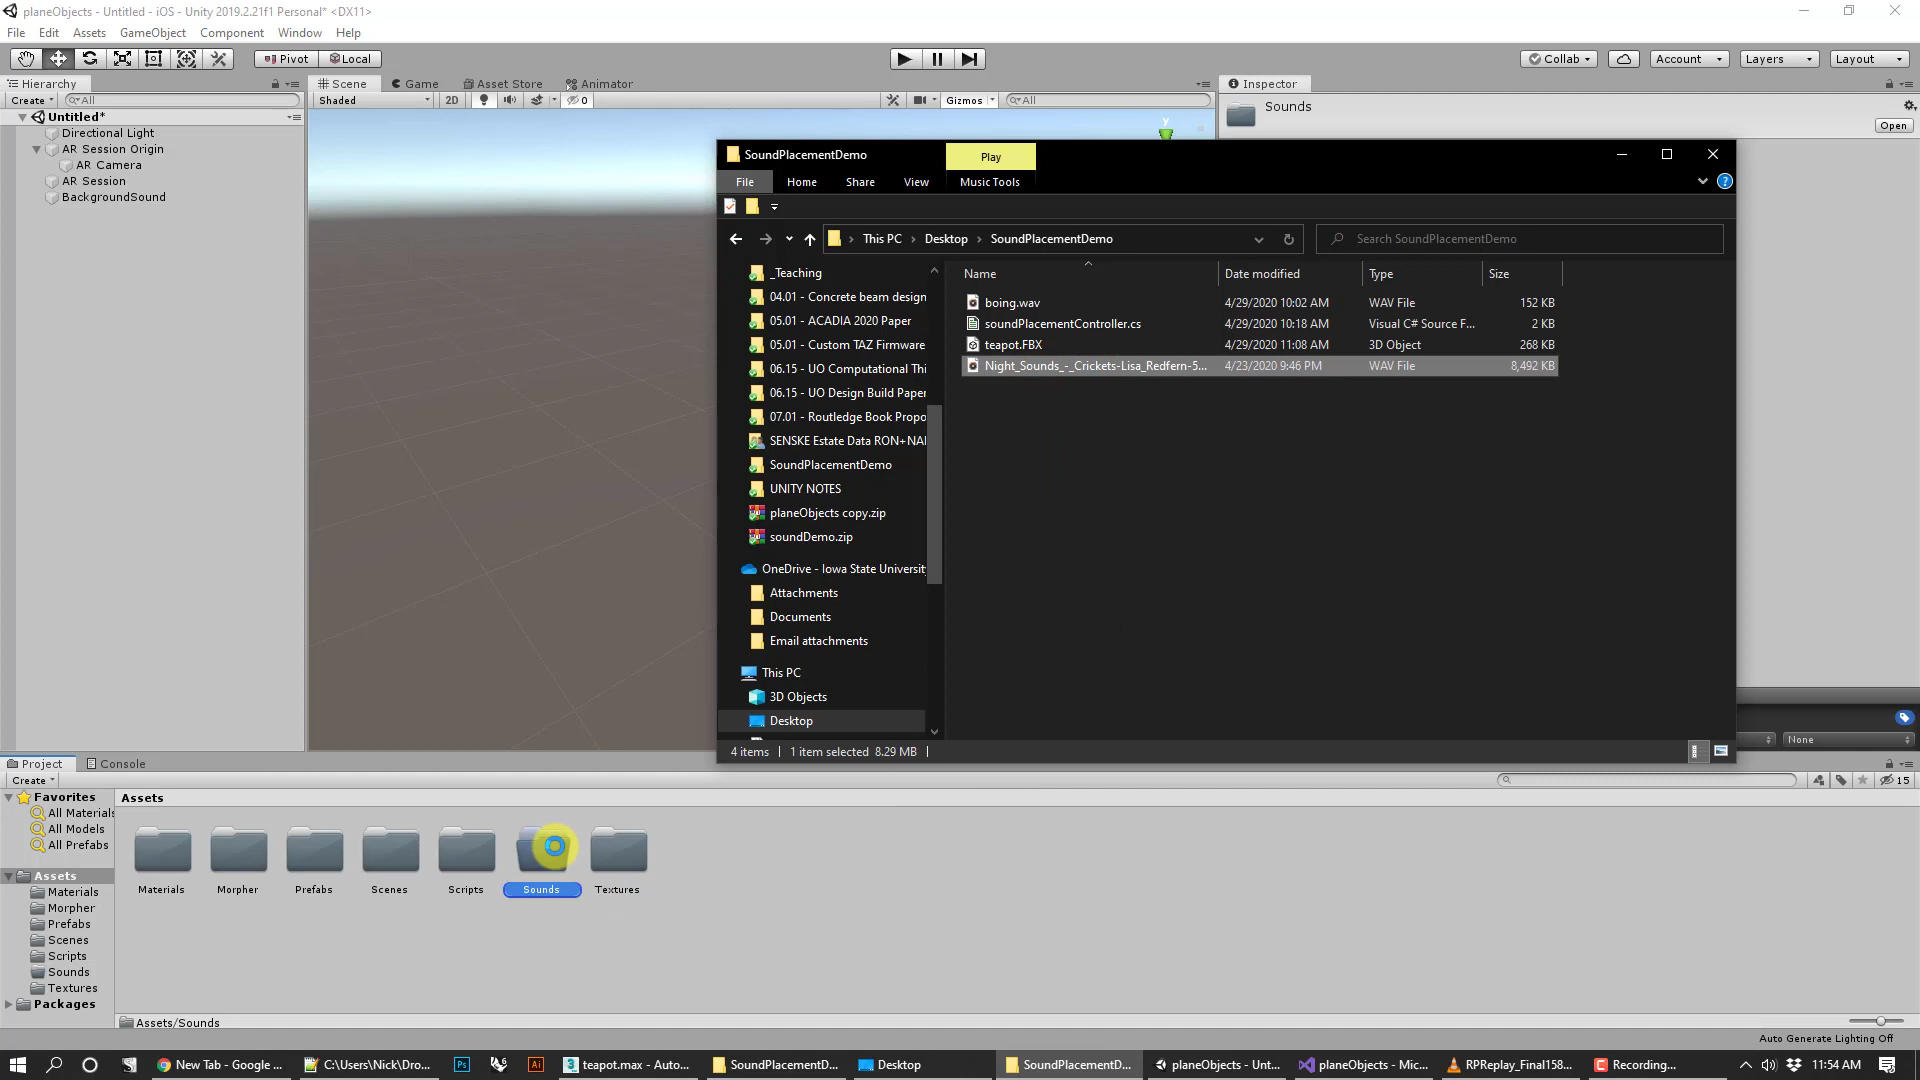 planeObjects - Untitled - iOS - Unity 2019.2.21f1 Personal* <DX11>
File Edit Assets GameObject Component Window Help
Pivot Local Collab Account Layers Layout
Hierarchy Scene Game Asset Store Animator Inspector
Create All Shaded 2D 0 Gizmos All
Sounds
Open
Untitled*
Directional Light
AR Session Origin
AR Camera
AR Session
BackgroundSound
y
SoundPlacementDemo Play
File Home Share View Music Tools
This PC Desktop SoundPlacementDemo Search SoundPlacementDemo
Name Date modified Type Size
boing.wav 4/29/2020 10:02 AM WAV File 152 KB
soundPlacementController.cs 4/29/2020 10:18 AM Visual C# Source F... 2 KB
teapot.FBX 4/29/2020 11:08 AM 3D Object 268 KB
Night_Sounds_-_Crickets-Lisa_Redfern-5... 4/23/2020 9:46 PM WAV File 8,492 KB
_Teaching
04.01 - Concrete beam design
05.01 - ACADIA 2020 Paper
05.01 - Custom TAZ Firmware
06.15 - UO Computational Thi
06.15 - UO Design Build Paper
07.01 - Routledge Book Propo
SENSKE Estate Data RON+NAI
SoundPlacementDemo
UNITY NOTES
planeObjects copy.zip
soundDemo.zip
OneDrive - Iowa State Universit
Attachments
Documents
Email attachments
This PC
3D Objects
Desktop
4 items 1 item selected 8.29 MB
None
Project Console
Create 15
Favorites
All Materials
All Models
All Prefabs
Assets
Materials
Morpher
Prefabs
Scenes
Scripts
Sounds
Textures
Packages
Assets
Materials Morpher Prefabs Scenes Scripts Sounds Textures
Assets/Sounds
Auto Generate Lighting Off
New Tab - Google ... C:\Users\Nick\Dro... Ps Ai teapot.max - Auto... SoundPlacementD... Desktop SoundPlacementD... planeObjects - Unt... planeObjects - Mic... RPReplay_Final158... Recording... 11:54 AM